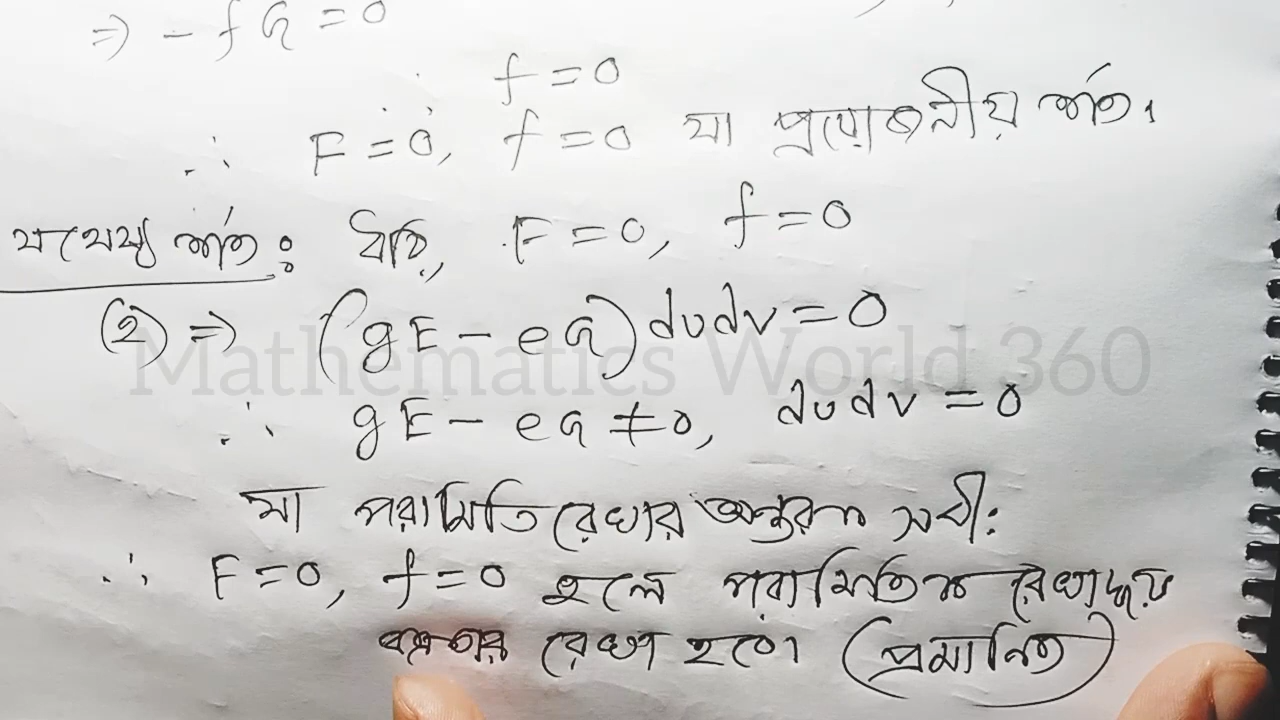 ⇒ - f G = 0
f = 0
∴ F = 0, f = 0 যা প্রয়োজনীয় শর্ত।
যথেষ্ট শর্ত: ধরি, F = 0, f = 0
(২) ⇒ (gE - eG) dudv = 0
Mathematics World 360
∴ gE - eG ≠ 0, dudv = 0
যা পরামিতি রেখার অন্তরক সমী:
∴ F = 0, f = 0 হলে পরামিতিক রেখাদ্বয়
বক্রতার রেখা হবে। (প্রমানিত)